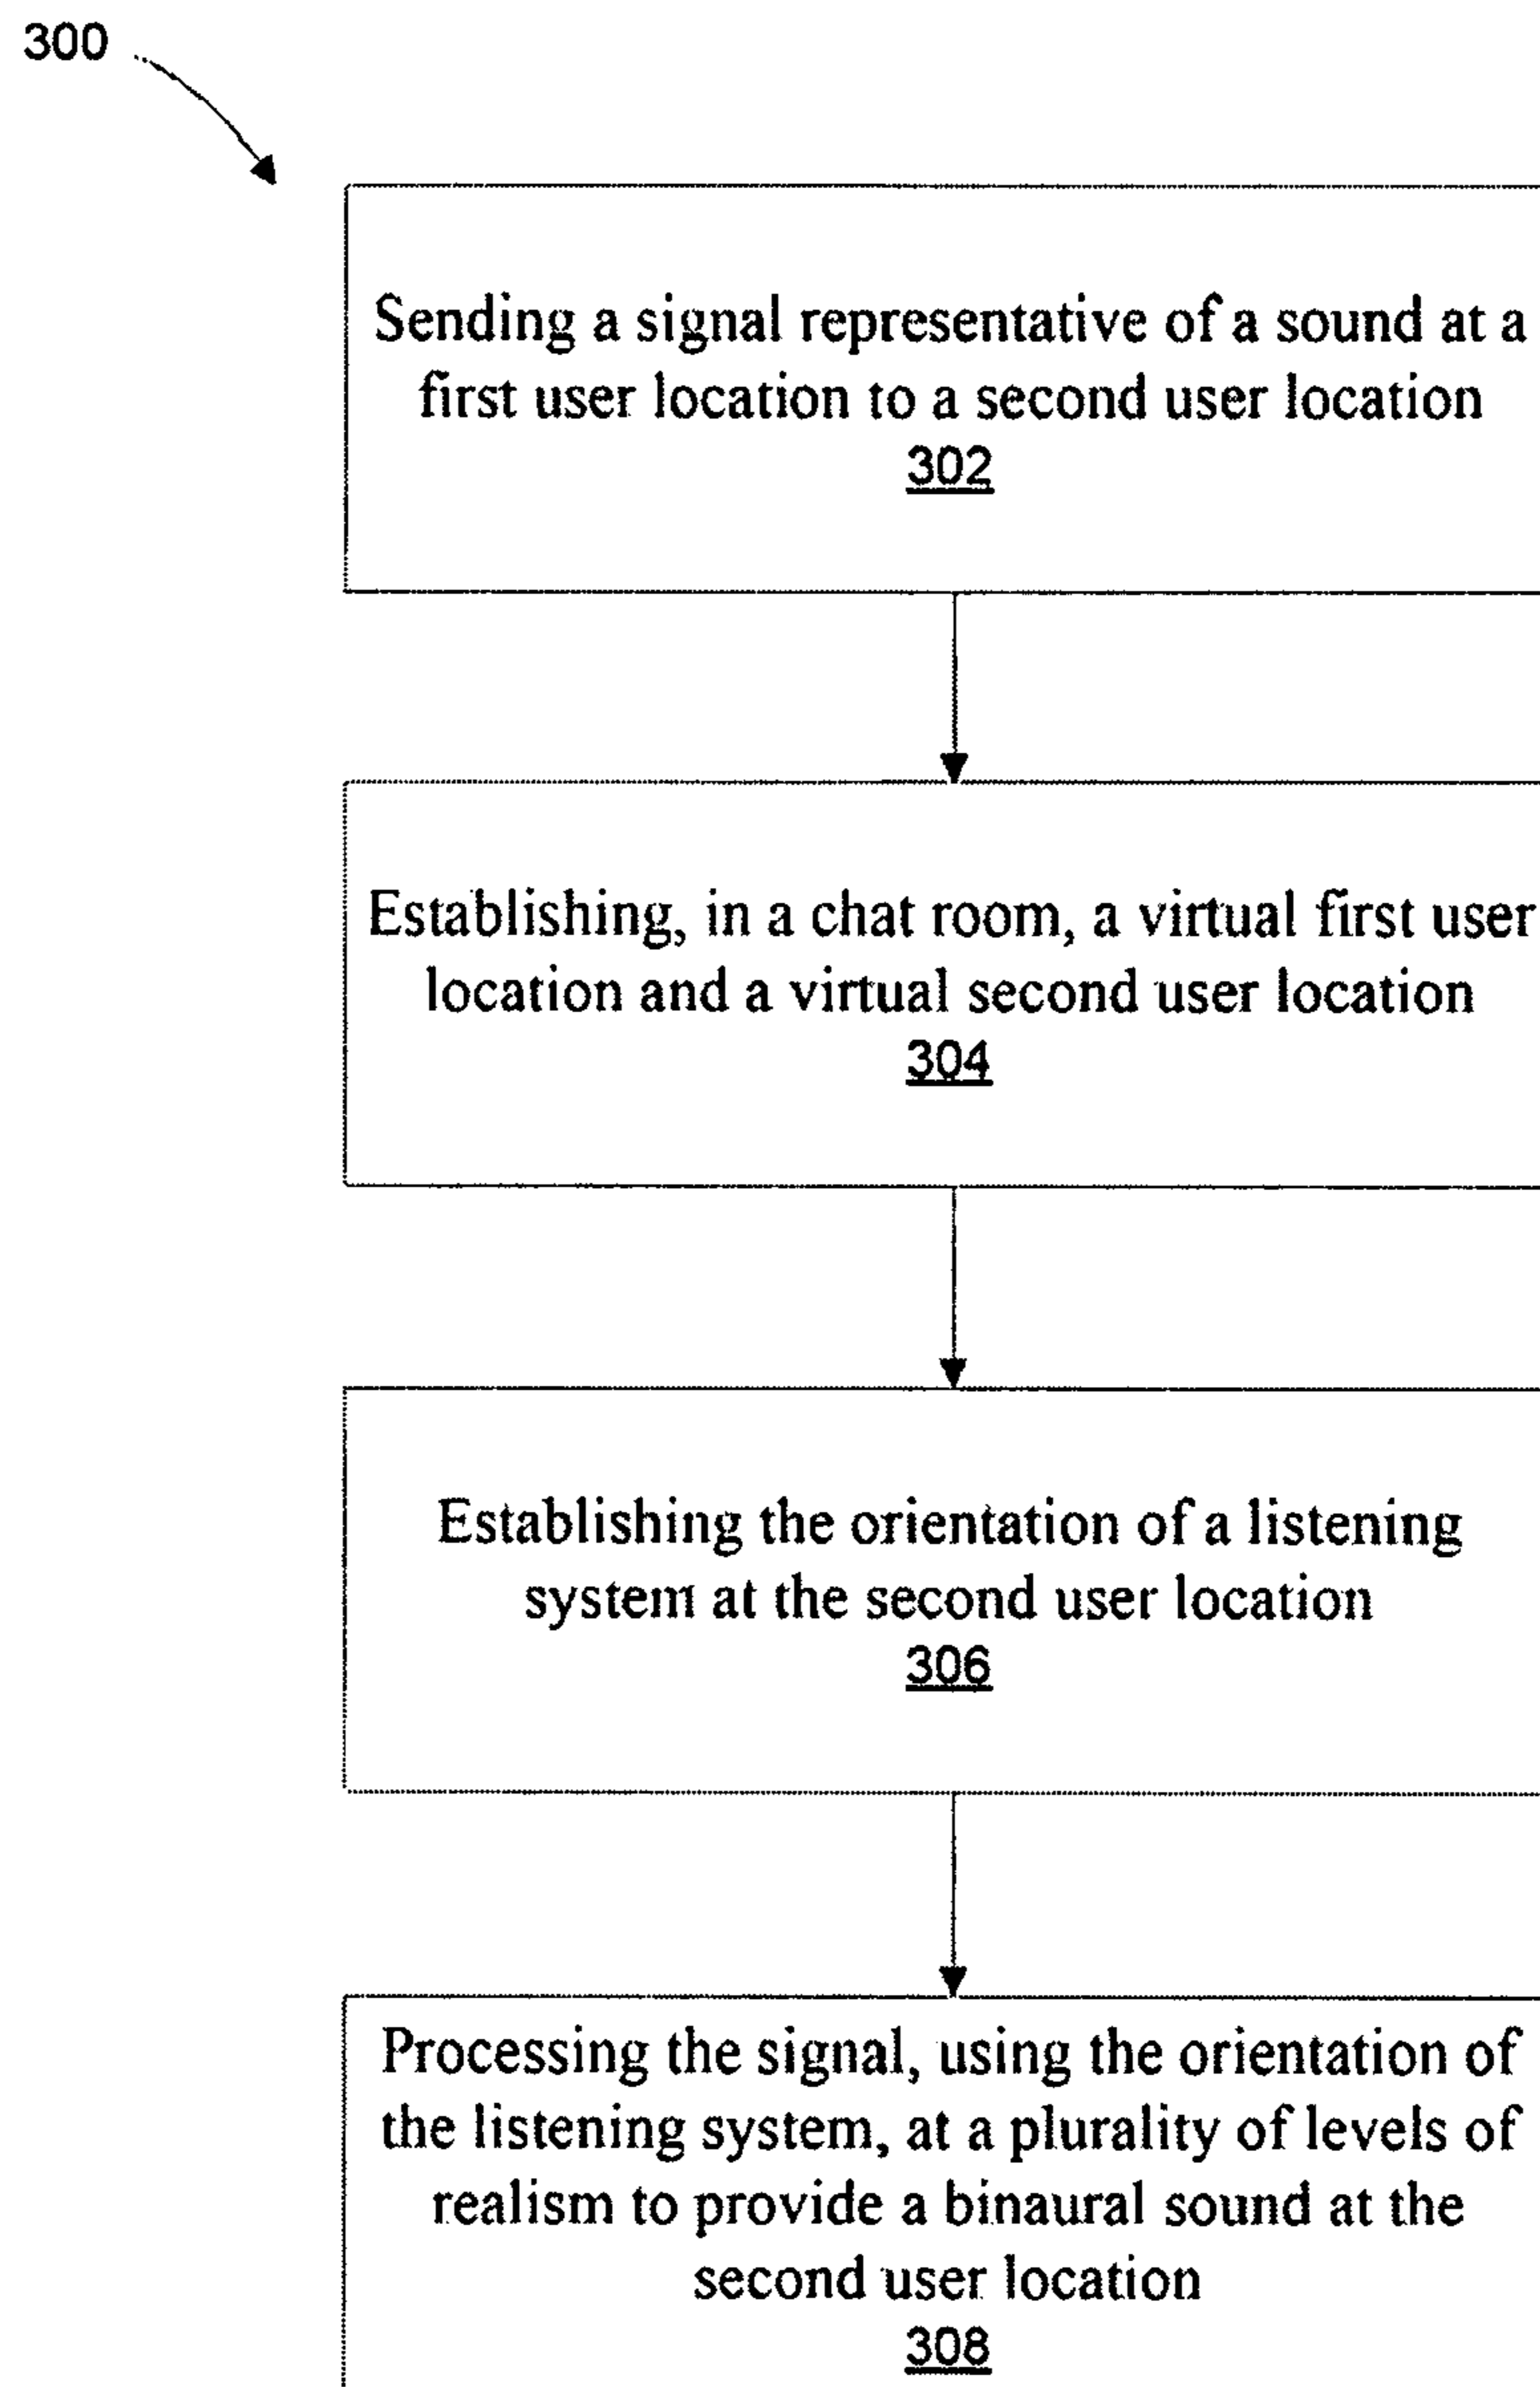 300
Sending a signal representative of a sound at a
first user location to a second user location
302
Establishing, in a chat room, a virtual first user
location and a virtual second user location
304
Establishing the orientation of a listening
system at the second user location
306
Processing the signal, using the orientation of
the listening system, at a plurality of levels of
realism to provide a binaural sound at the
second user location
308